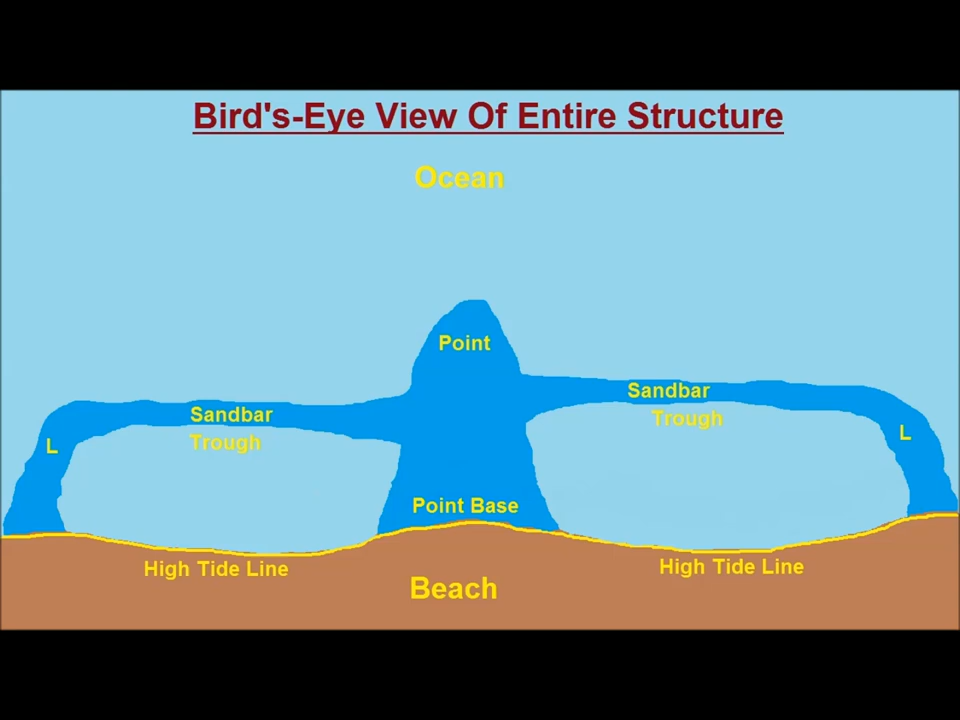 Bird's-Eye View Of Entire Structure
Ocean
Point
Sandbar
Sandbar
Trough
Trough
L
L
Point Base
High Tide Line
High Tide Line
Beach